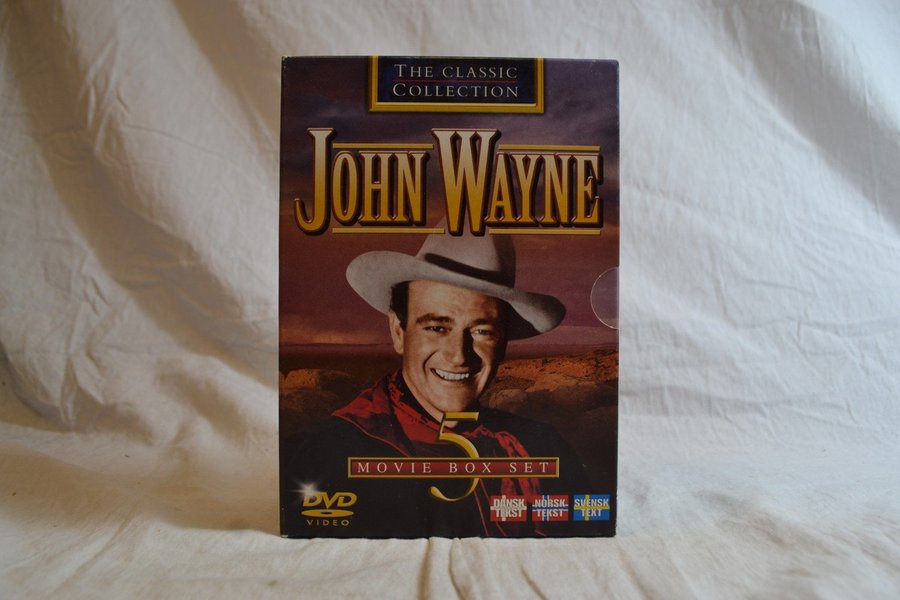 THE CLASSIC
COLLECTION
JOHN WAYNE
5
MOVIE BOX SET
DVD
VIDEO
DANSK
TEKST
NORSK
TEKST
SVENSK
TEXT